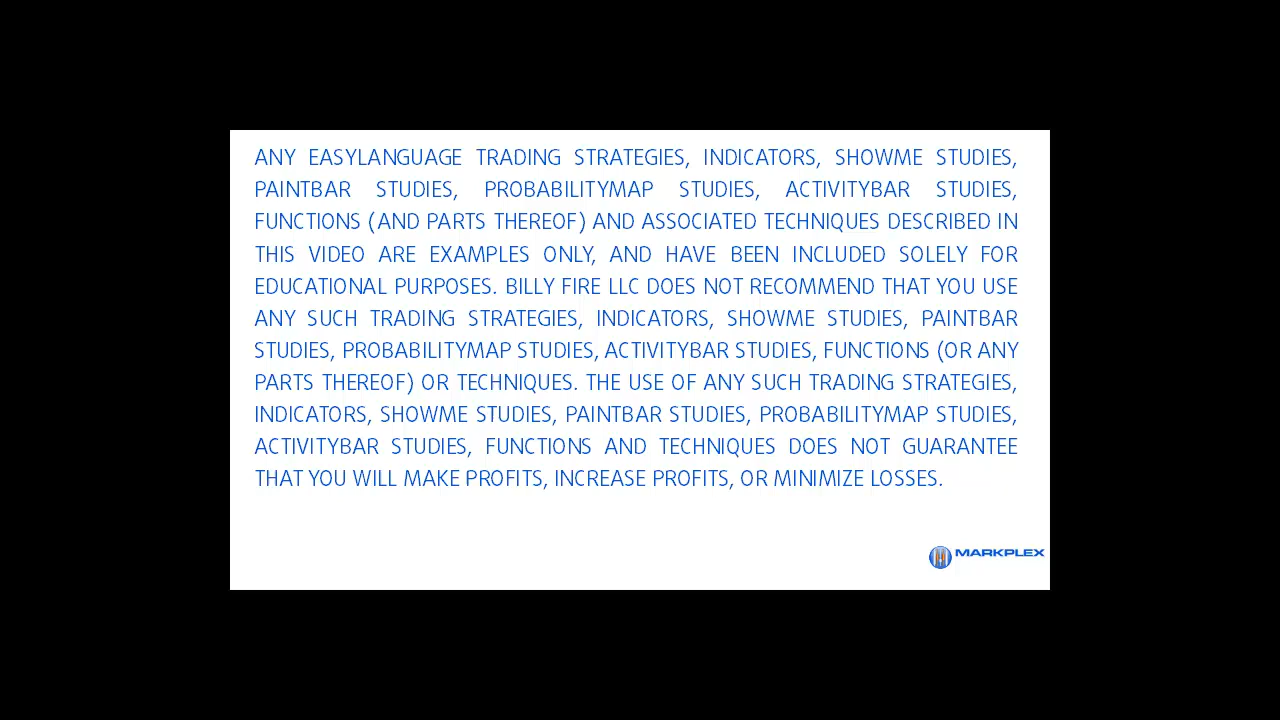 ANY EASYLANGUAGE TRADING STRATEGIES, INDICATORS, SHOWME STUDIES,
PAINTBAR STUDIES, PROBABILITYMAP STUDIES, ACTIVITYBAR STUDIES,
FUNCTIONS (AND PARTS THEREOF) AND ASSOCIATED TECHNIQUES DESCRIBED IN
THIS VIDEO ARE EXAMPLES ONLY, AND HAVE BEEN INCLUDED SOLELY FOR
EDUCATIONAL PURPOSES. BILLY FIRE LLC DOES NOT RECOMMEND THAT YOU USE
ANY SUCH TRADING STRATEGIES, INDICATORS, SHOWME STUDIES, PAINTBAR
STUDIES, PROBABILITYMAP STUDIES, ACTIVITYBAR STUDIES, FUNCTIONS (OR ANY
PARTS THEREOF) OR TECHNIQUES. THE USE OF ANY SUCH TRADING STRATEGIES,
INDICATORS, SHOWME STUDIES, PAINTBAR STUDIES, PROBABILITYMAP STUDIES,
ACTIVITYBAR STUDIES, FUNCTIONS AND TECHNIQUES DOES NOT GUARANTEE
THAT YOU WILL MAKE PROFITS, INCREASE PROFITS, OR MINIMIZE LOSSES.
MARKPLEX